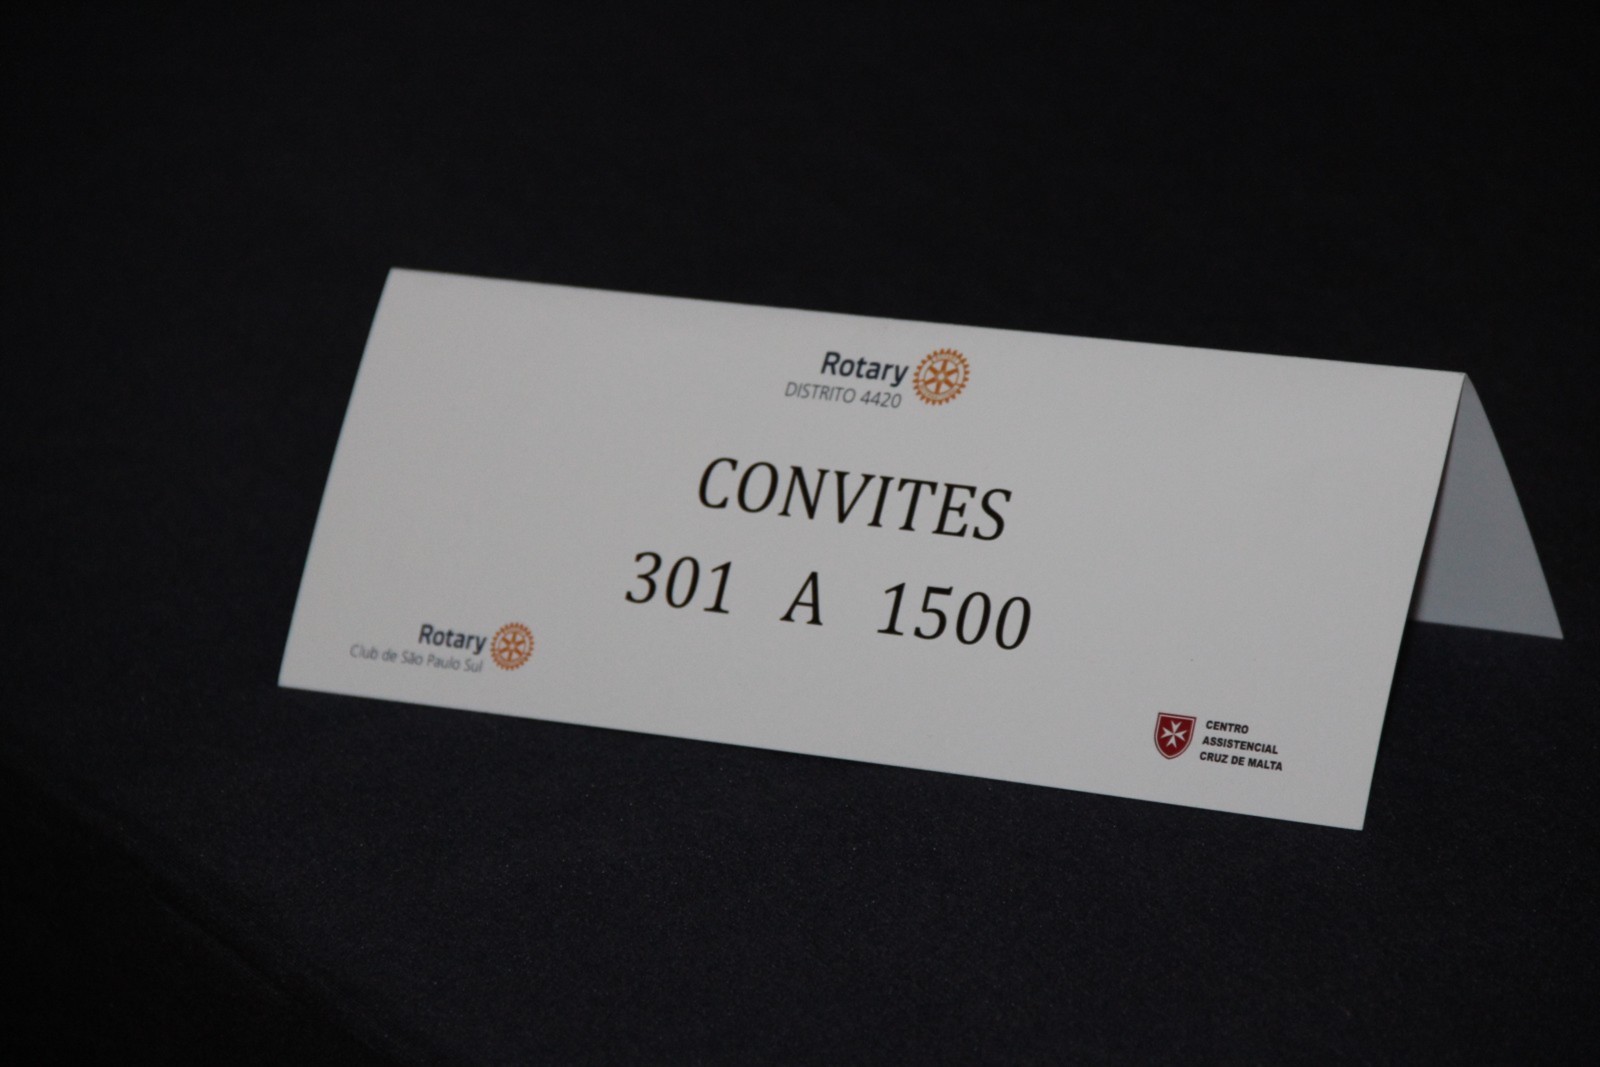 Rotary
DISTRITO 4420
CONVITES
301 A 1500
Rotary
Club de São Paulo Sul
CENTRO
ASSISTENCIAL
CRUZ DE MALTA